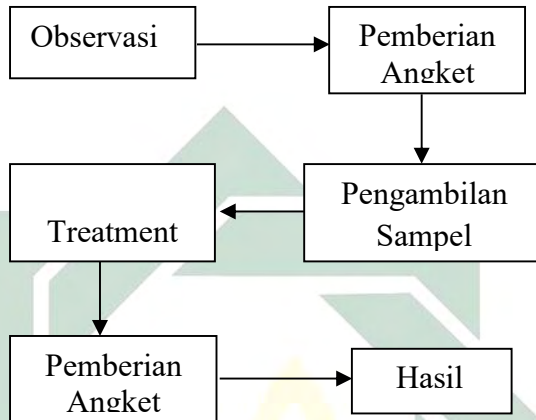 Observasi
Pemberian
Angket
Pengambilan
Sampel
Treatment
Pemberian
Angket
Hasil